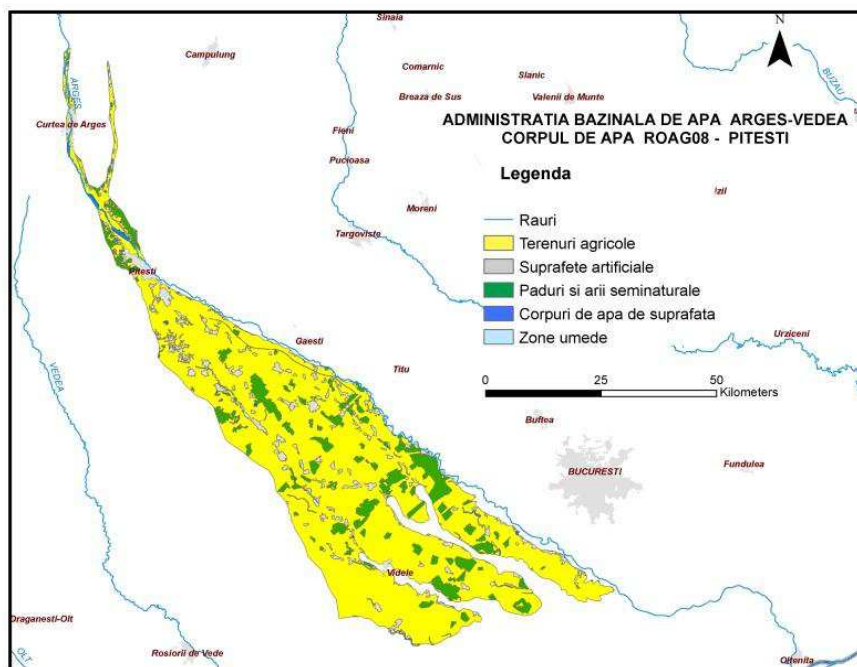 Sinaia
N
Campulung
Comarnic
Slanic
BUZAU
Breaza de Sus
Valenii de Munte
ARGES
ADMINISTRATIA BAZINALA DE APA ARGES-VEDEA
CORPUL DE APA ROAG08 - PITESTI
Curtea de Arges
Fieni
Pucioasa
Legenda
Izil
Moreni
Rauri
Targoviste
Terenuri agricole
Suprafete artificiale
Pitesti
Paduri si arii seminaturale
Corpuri de apa de suprafata
Zone umede
Urziceni
Gaesti
VEDEA
Titu
0 25 50
Kilometers
Buftea
BUCURESTI
Fundulea
Videle
Draganesti-Olt
Rosiorii de Vede
OLT
Oltenita